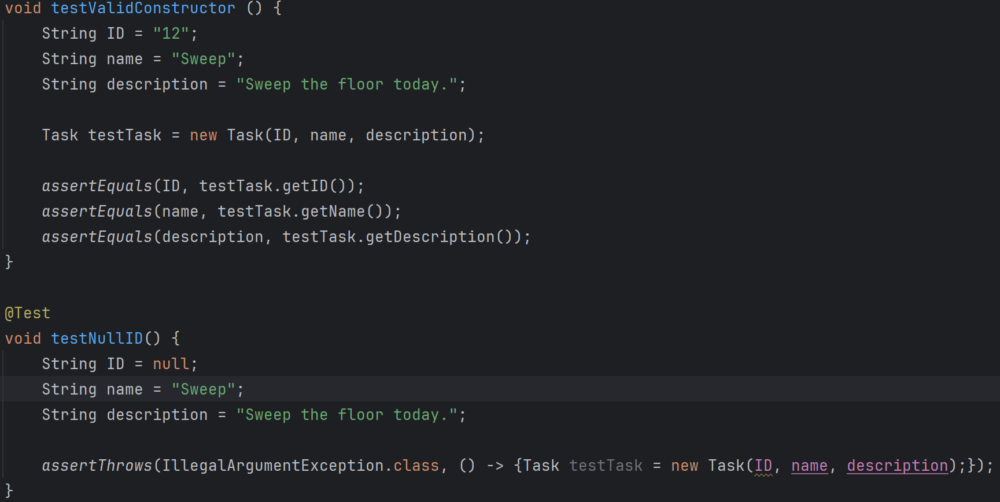 void testValidConstructor () {
    String ID = "12";
    String name = "Sweep";
    String description = "Sweep the floor today.";

    Task testTask = new Task(ID, name, description);

    assertEquals(ID, testTask.getID());
    assertEquals(name, testTask.getName());
    assertEquals(description, testTask.getDescription());
}

@Test
void testNullID() {
    String ID = null;
    String name = "Sweep";
    String description = "Sweep the floor today.";

    assertThrows(IllegalArgumentException.class, () -> {Task testTask = new Task(ID, name, description);});
}